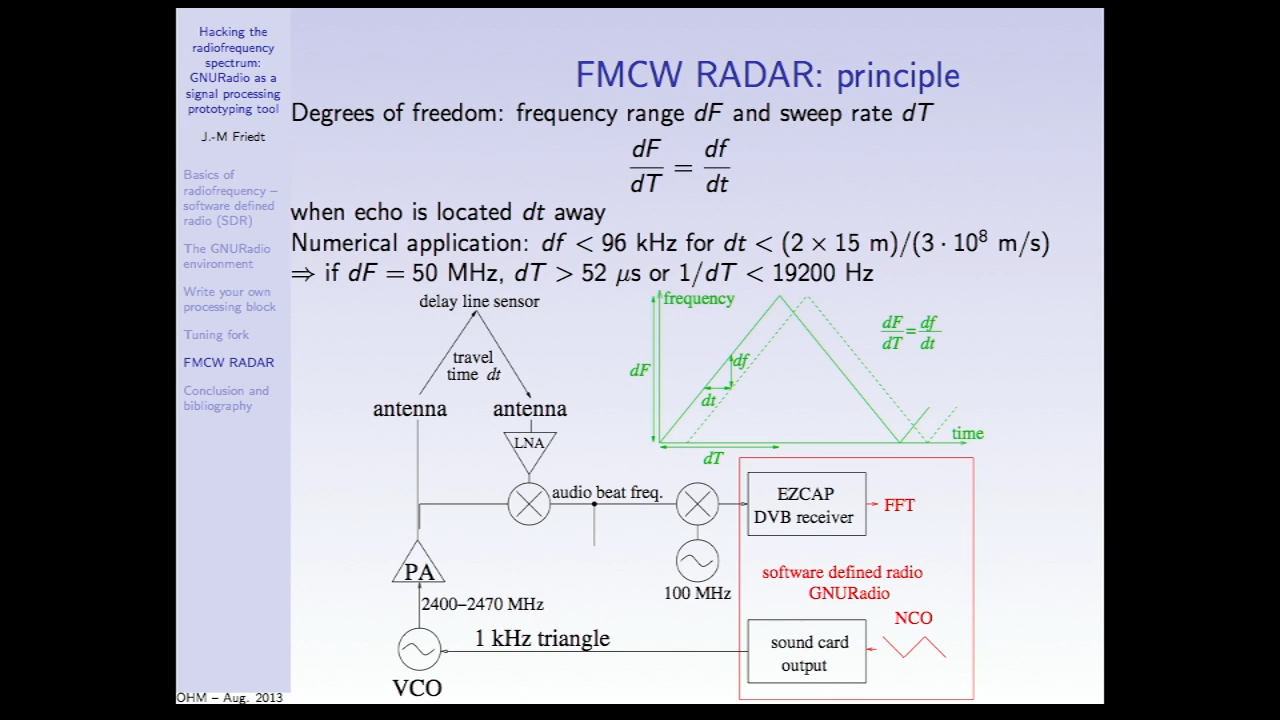 Hacking the
radiofrequency
spectrum:
GNURadio as a
signal processing
prototyping tool
J.-M Friedt
Basics of
radiofrequency –
software defined
radio (SDR)
The GNURadio
environment
Write your own
processing block
Tuning fork
FMCW RADAR
Conclusion and
bibliography
OHM – Aug. 2013
FMCW RADAR: principle
Degrees of freedom: frequency range dF and sweep rate dT
dF/dT = df/dt
when echo is located dt away
Numerical application: df < 96 kHz for dt < (2 × 15 m)/(3 · 10⁸ m/s)
⇒ if dF = 50 MHz, dT > 52 μs or 1/dT < 19200 Hz
delay line sensor
travel
time dt
antenna
antenna
LNA
audio beat freq.
PA
2400–2470 MHz
VCO
1 kHz triangle
100 MHz
frequency
dF
df
dt
dT
time
dF/dT = df/dt
EZCAP
DVB receiver
FFT
software defined radio
GNURadio
NCO
sound card
output